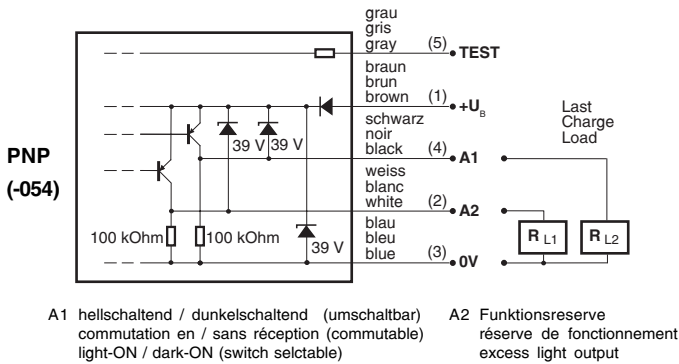 grau
gris
gray (5) TEST
braun
brun
brown (1) +U_B
schwarz
noir
black (4) A1
weiss
blanc
white (2) A2
blau
bleu
blue (3) 0V
PNP
(-054)
39 V 39 V
100 kOhm 100 kOhm
39 V
Last
Charge
Load
R L1 R L2
A1 hellschaltend / dunkelschaltend (umschaltbar)
commutation en / sans réception (commutable)
light-ON / dark-ON (switch selctable)
A2 Funktionsreserve
réserve de fonctionnement
excess light output